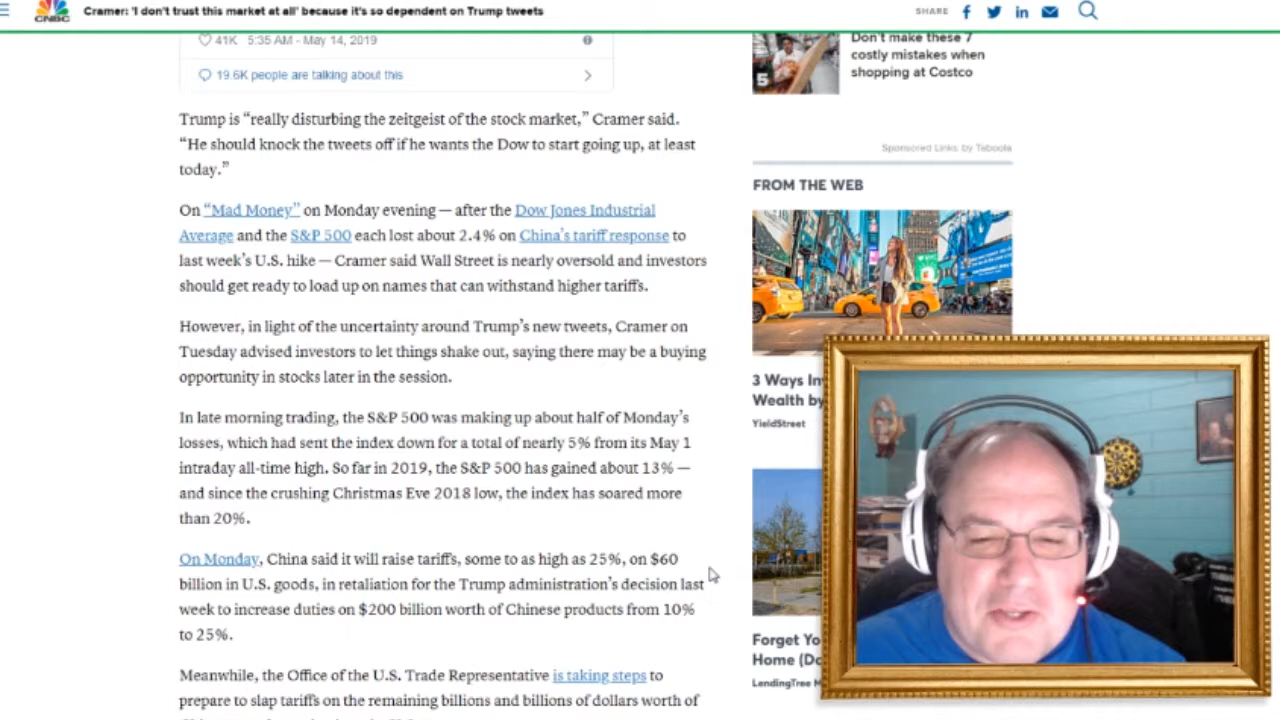 CNBC
Cramer: 'I don't trust this market at all' because it's so dependent on Trump tweets
SHARE
41K 5:35 AM - May 14, 2019
19.6K people are talking about this
Trump is “really disturbing the zeitgeist of the stock market,” Cramer said.
“He should knock the tweets off if he wants the Dow to start going up, at least
today.”
On “Mad Money” on Monday evening — after the Dow Jones Industrial
Average and the S&P 500 each lost about 2.4% on China’s tariff response to
last week’s U.S. hike — Cramer said Wall Street is nearly oversold and investors
should get ready to load up on names that can withstand higher tariffs.
However, in light of the uncertainty around Trump’s new tweets, Cramer on
Tuesday advised investors to let things shake out, saying there may be a buying
opportunity in stocks later in the session.
In late morning trading, the S&P 500 was making up about half of Monday’s
losses, which had sent the index down for a total of nearly 5% from its May 1
intraday all-time high. So far in 2019, the S&P 500 has gained about 13% —
and since the crushing Christmas Eve 2018 low, the index has soared more
than 20%.
On Monday, China said it will raise tariffs, some to as high as 25%, on $60
billion in U.S. goods, in retaliation for the Trump administration’s decision last
week to increase duties on $200 billion worth of Chinese products from 10%
to 25%.
Meanwhile, the Office of the U.S. Trade Representative is taking steps to
prepare to slap tariffs on the remaining billions and billions of dollars worth of
5
Don't make these 7
costly mistakes when
shopping at Costco
Sponsored Links by Taboola
FROM THE WEB
3 Ways
Wealth by
YieldStreet
Forget
Home
LendingTree